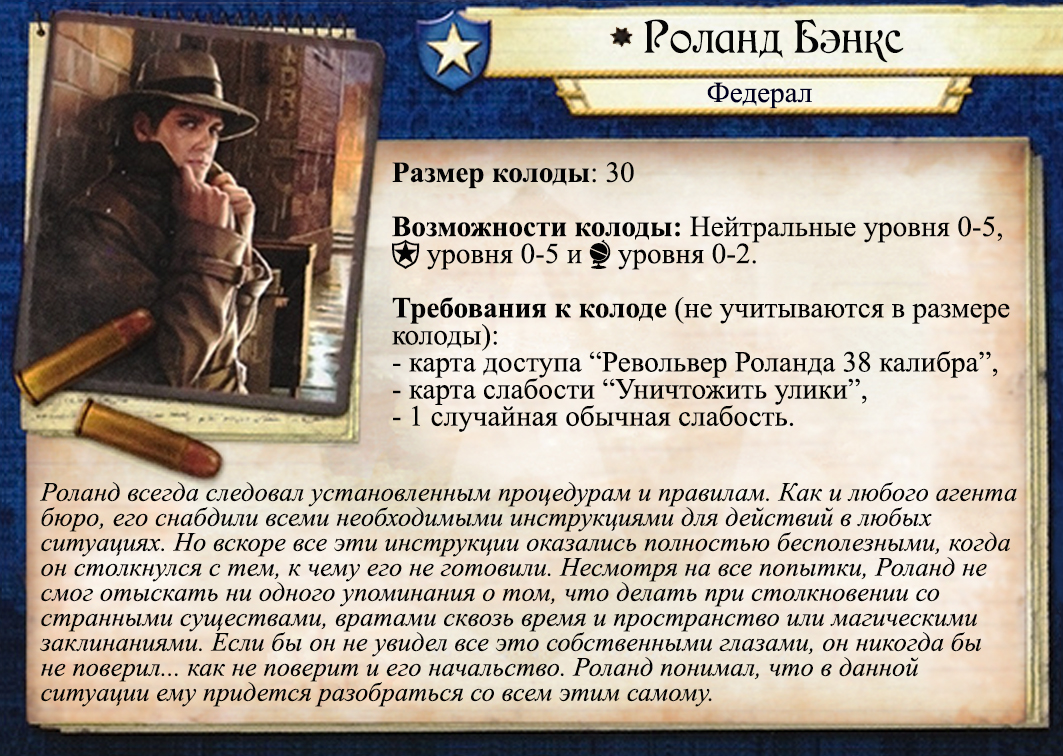 Роланд Бэнкс
Федерал
Размер колоды: 30
Возможности колоды: Нейтральные уровня 0-5,
уровня 0-5 и уровня 0-2.
Требования к колоде (не учитываются в размере
колоды):
- карта доступа “Револьвер Роланда 38 калибра”,
- карта слабости “Уничтожить улики”,
- 1 случайная обычная слабость.
Роланд всегда следовал установленным процедурам и правилам. Как и любого агента
бюро, его снабдили всеми необходимыми инструкциями для действий в любых
ситуациях. Но вскоре все эти инструкции оказались полностью бесполезными, когда
он столкнулся с тем, к чему его не готовили. Несмотря на все попытки, Роланд не
смог отыскать ни одного упоминания о том, что делать при столкновении со
странными существами, вратами сквозь время и пространство или магическими
заклинаниями. Если бы он не увидел все это собственными глазами, он никогда бы
не поверил... как не поверит и его начальство. Роланд понимал, что в данной
ситуации ему придется разобраться со всем этим самому.